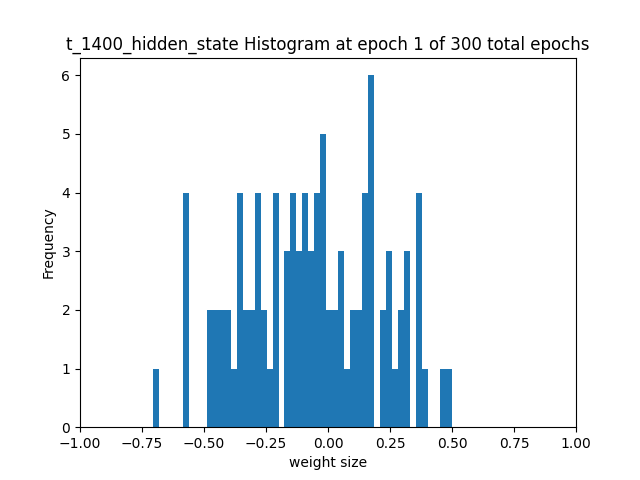 t_1400_hidden_state Histogram at epoch 1 of 300 total epochs
6
5
4
3
2
1
0
Frequency
−1.00 −0.75 −0.50 −0.25 0.00 0.25 0.50 0.75 1.00
weight size